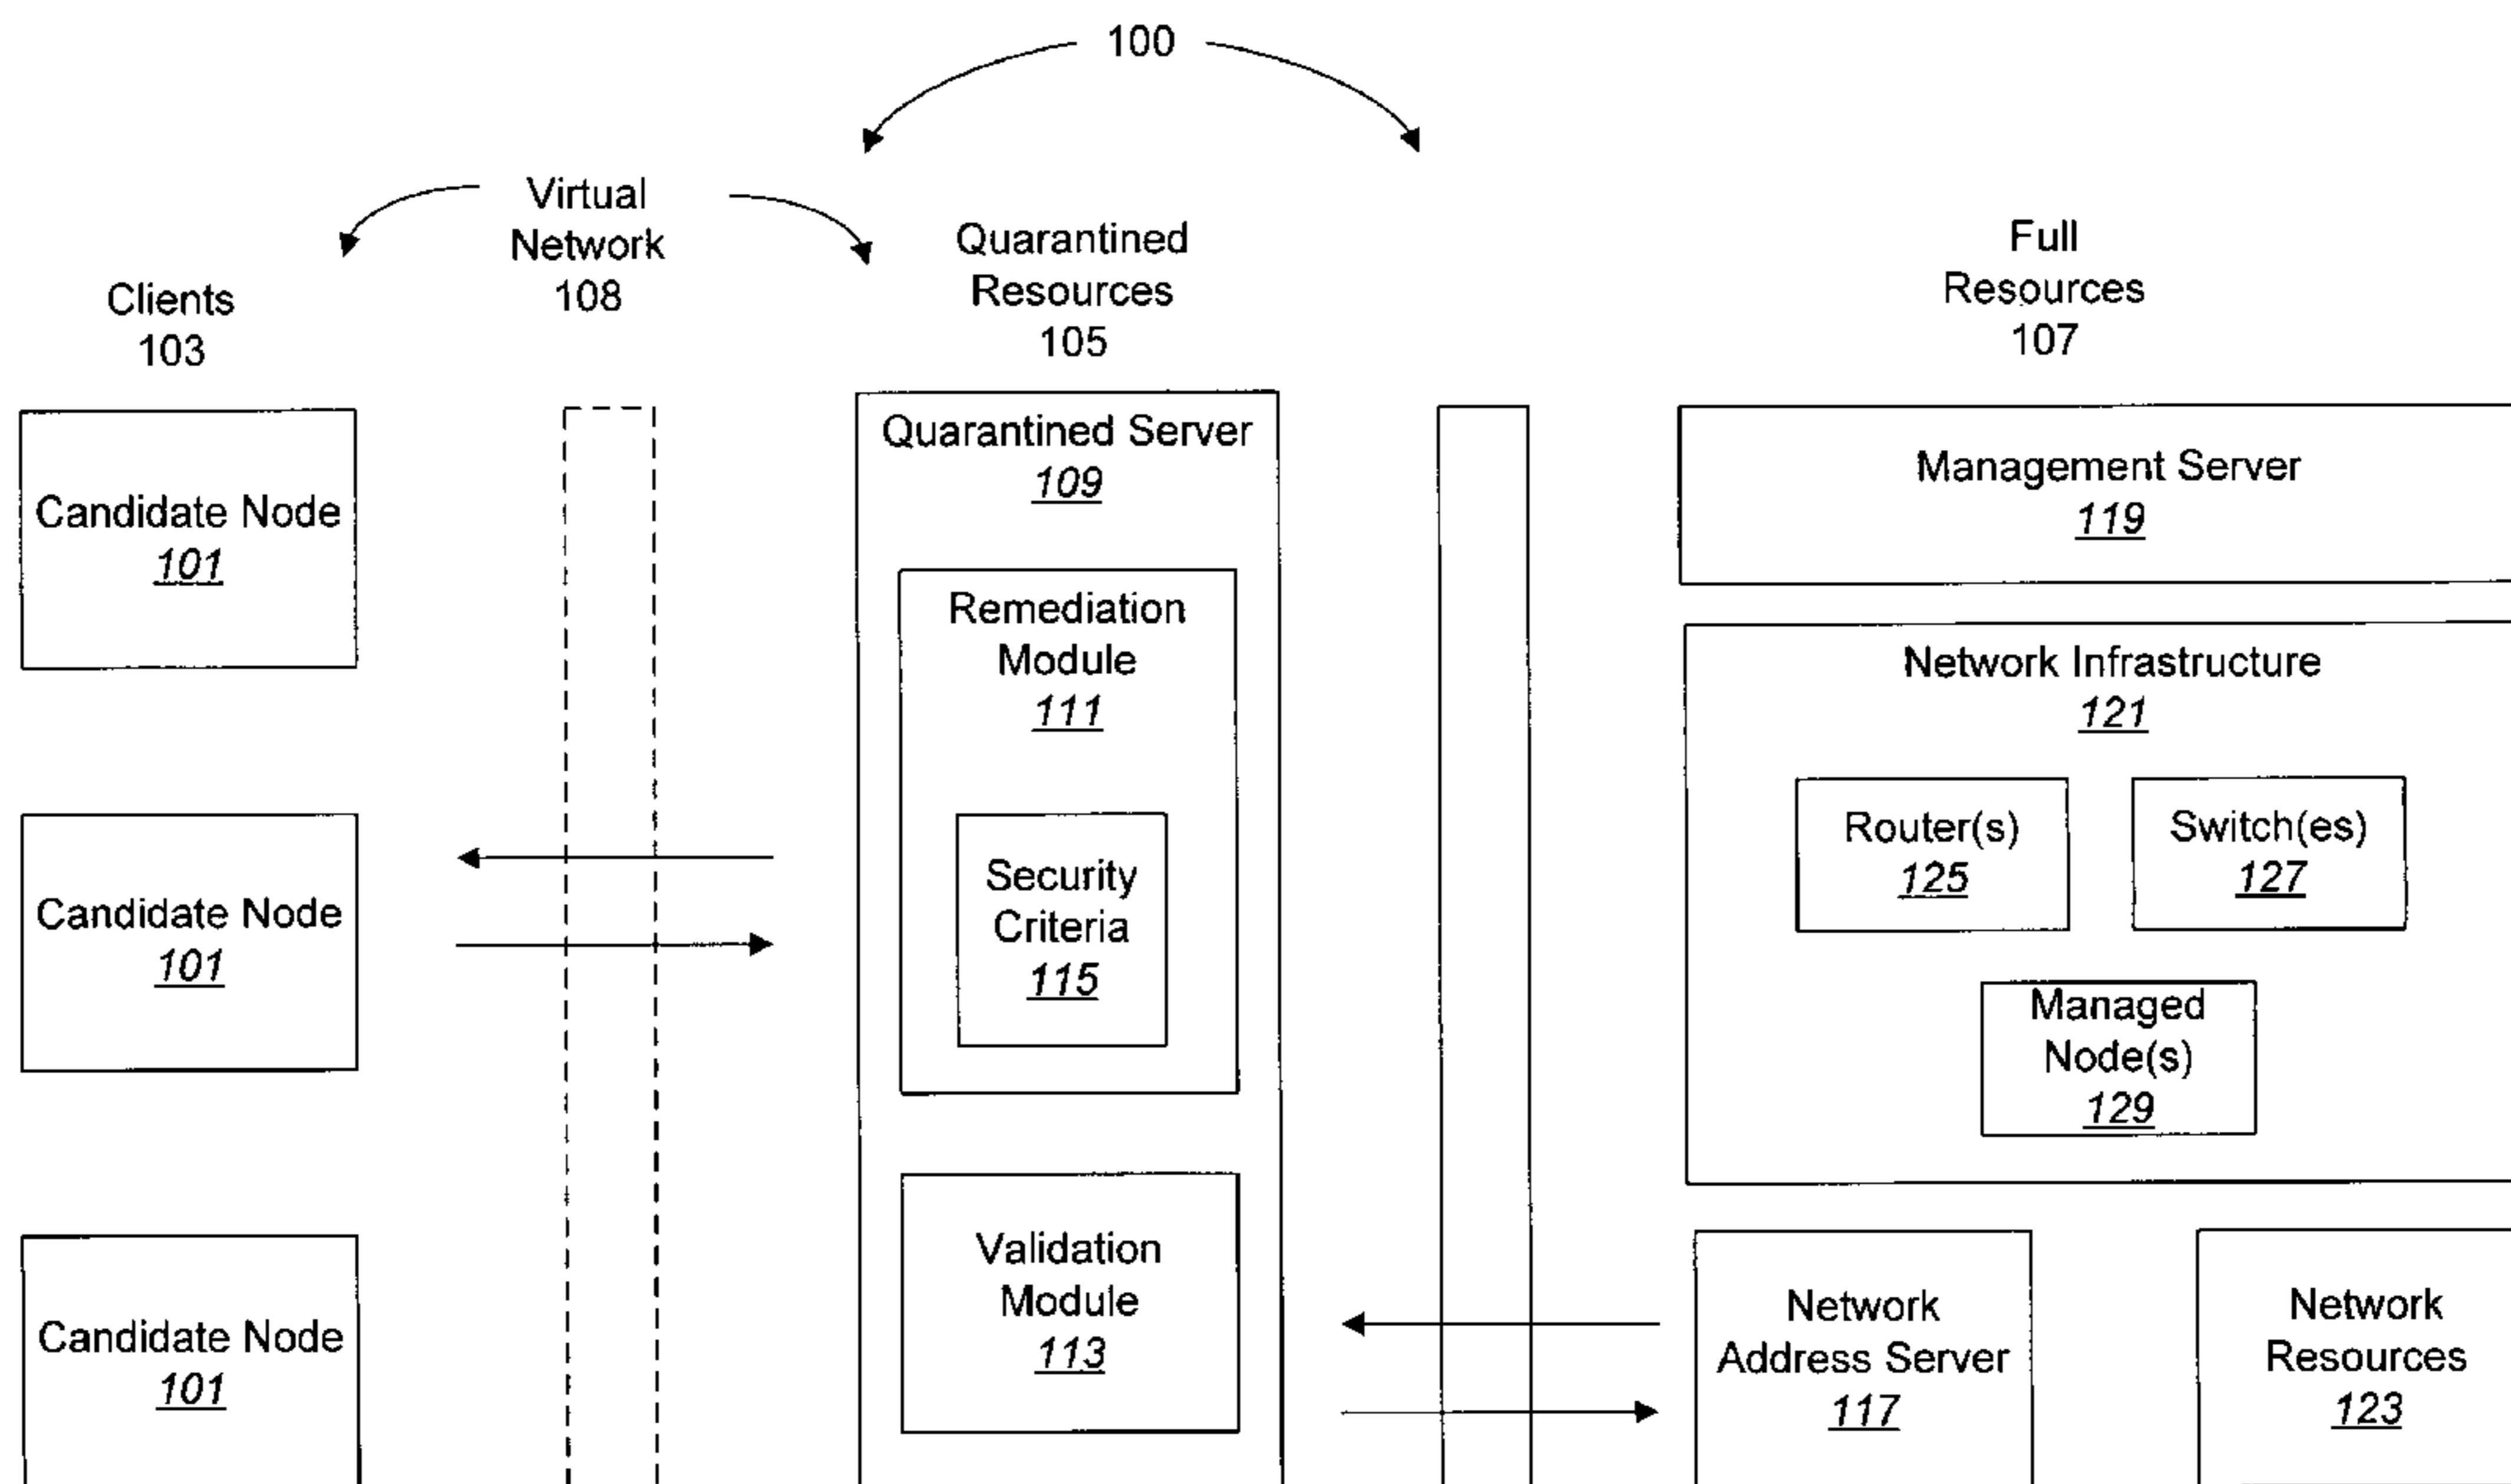 100
Virtual
Network
108
Clients
103
Quarantined
Resources
105
Full
Resources
107
Candidate Node
101
Candidate Node
101
Candidate Node
101
Quarantined Server
109
Remediation
Module
111
Security
Criteria
115
Validation
Module
113
Management Server
119
Network Infrastructure
121
Router(s)
125
Switch(es)
127
Managed
Node(s)
129
Network
Address Server
117
Network
Resources
123